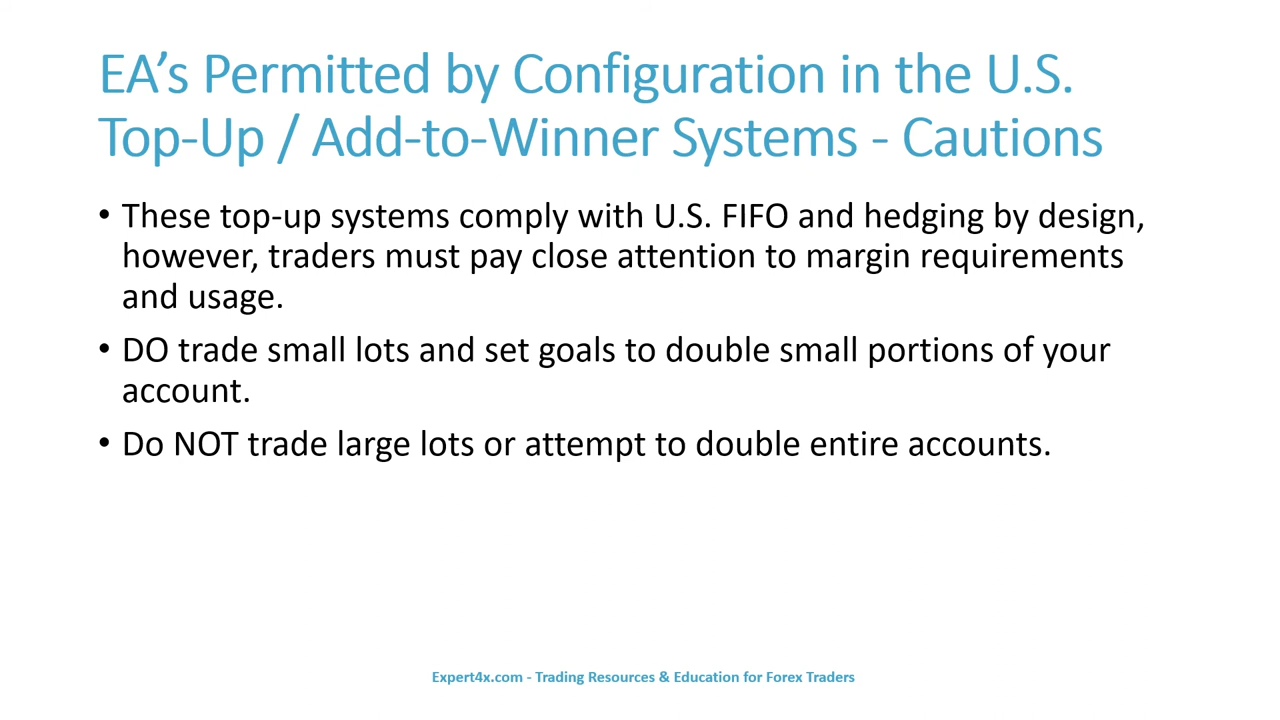 EA’s Permitted by Configuration in the U.S.
Top-Up / Add-to-Winner Systems - Cautions
• These top-up systems comply with U.S. FIFO and hedging by design,
however, traders must pay close attention to margin requirements
and usage.
• DO trade small lots and set goals to double small portions of your
account.
• Do NOT trade large lots or attempt to double entire accounts.
Expert4x.com - Trading Resources & Education for Forex Traders